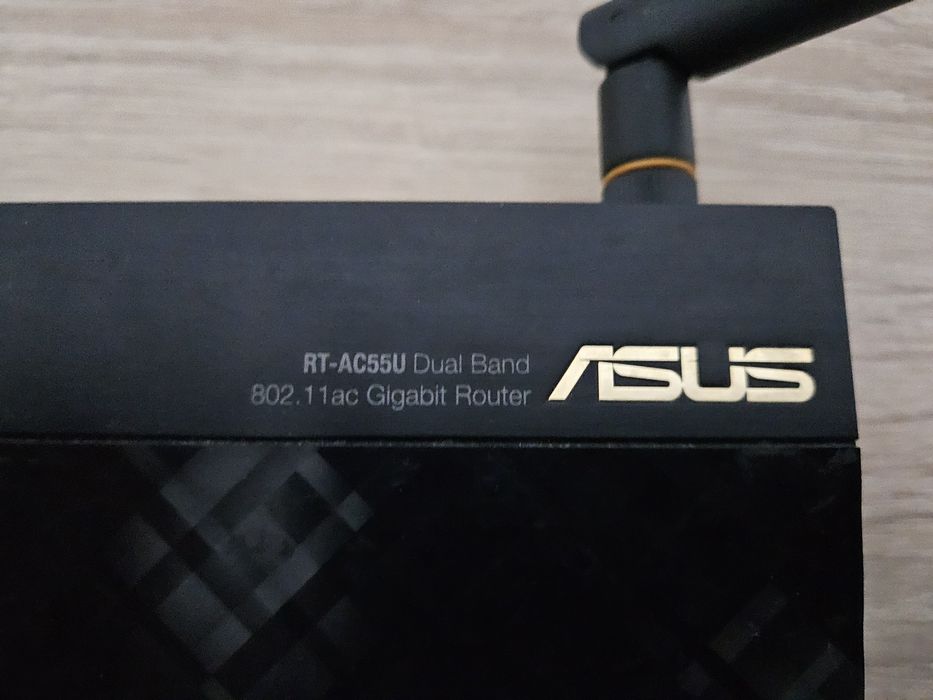 RT-AC55U Dual Band
802.11ac Gigabit Router
ASUS